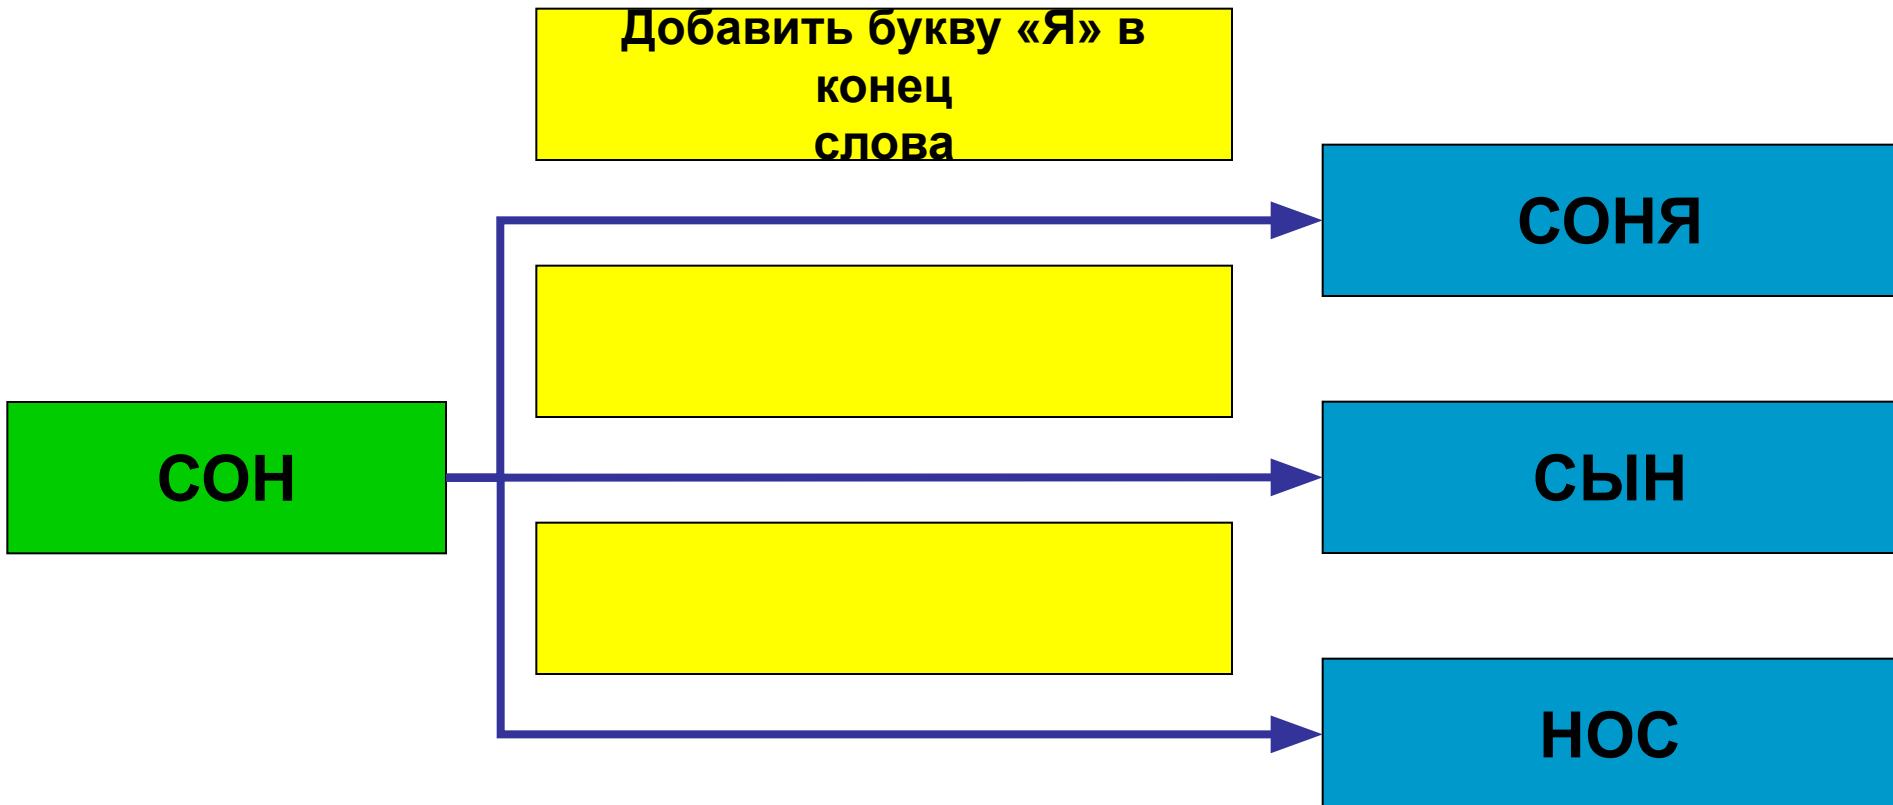 Добавить букву «Я» в
конец
слова
СОНЯ
СОН
СЫН
НОС